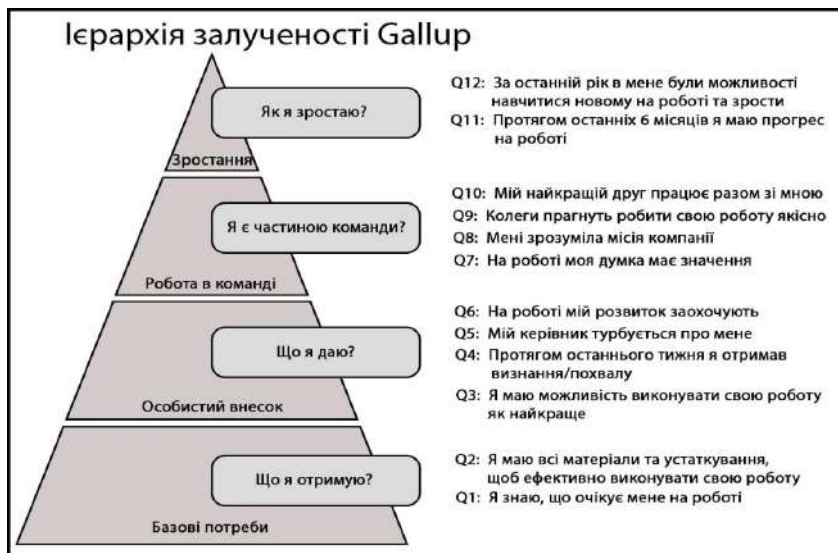 Ієрархія залученості Gallup
Як я зростаю?
Зростання
Q12: За останній рік в мене були можливості
навчитися новому на роботі та зрости
Q11: Протягом останніх 6 місяців я маю прогрес
на роботі
Я є частиною команди?
Робота в команді
Q10: Мій найкращій друг працює разом зі мною
Q9: Колеги прагнуть робити свою роботу якісно
Q8: Мені зрозуміла місія компанії
Q7: На роботі моя думка має значення
Що я даю?
Особистий внесок
Q6: На роботі мій розвиток заохочують
Q5: Мій керівник турбується про мене
Q4: Протягом останнього тижня я отримав
визнання/похвалу
Q3: Я маю можливість виконувати свою роботу
як найкраще
Що я отримую?
Базові потреби
Q2: Я маю всі матеріали та устаткування,
щоб ефективно виконувати свою роботу
Q1: Я знаю, що очікує мене на роботі